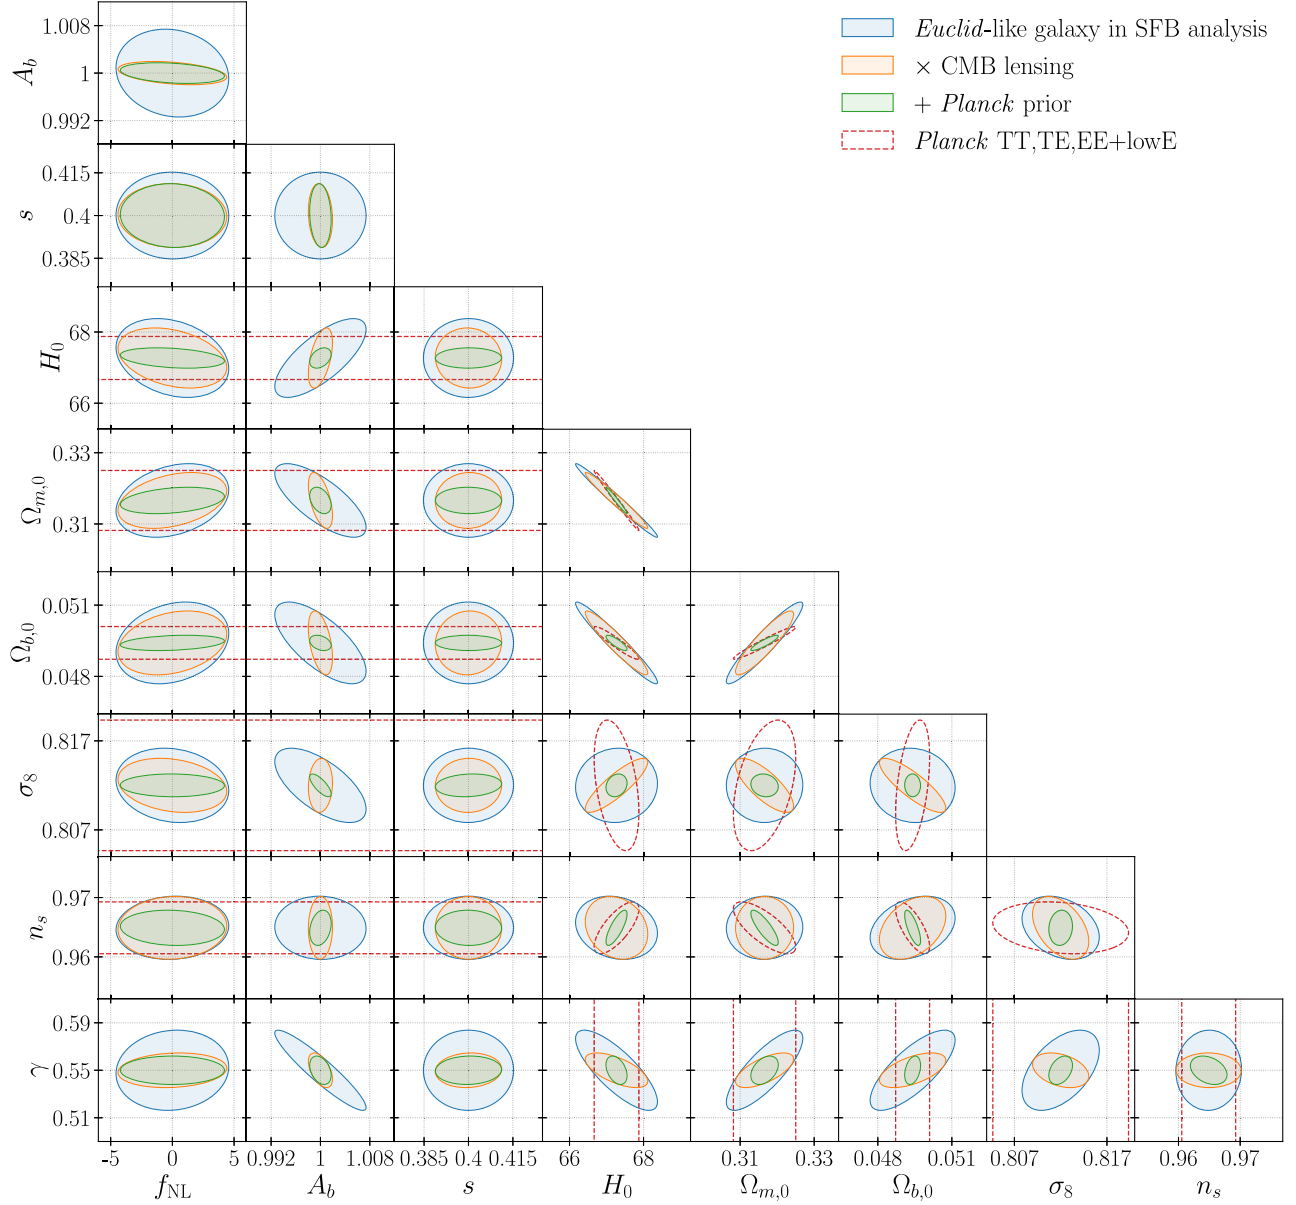 Euclid-like galaxy in SFB analysis
× CMB lensing
+ Planck prior
Planck TT,TE,EE+lowE
1.008
1
0.992
A_b
0.415
0.4
0.385
s
68
66
H_0
0.33
0.31
Ω_{m,0}
0.051
0.048
Ω_{b,0}
0.817
0.807
σ_8
0.97
0.96
n_s
0.59
0.55
0.51
γ
-5 0 5 0.992 1 1.008 0.385 0.4 0.415 66 68 0.31 0.33 0.048 0.051 0.807 0.817 0.96 0.97
f_{NL} A_b s H_0 Ω_{m,0} Ω_{b,0} σ_8 n_s